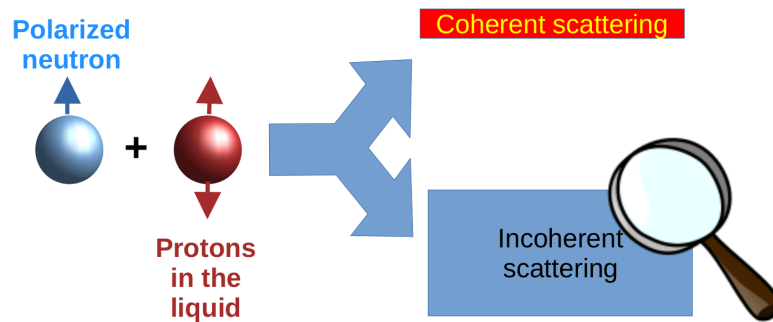 Polarized
neutron
+
Protons
in the
liquid
Coherent scattering
Incoherent
scattering